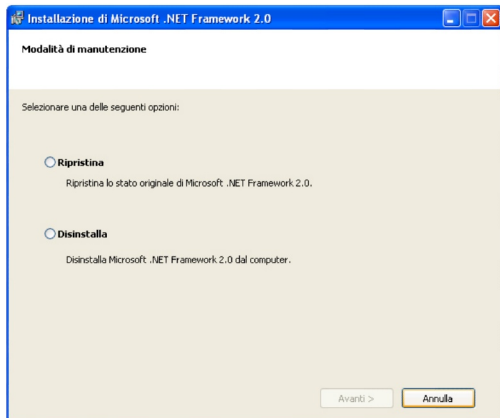 Installazione di Microsoft .NET Framework 2.0
Modalità di manutenzione
Selezionare una delle seguenti opzioni:
Ripristina
Ripristina lo stato originale di Microsoft .NET Framework 2.0.
Disinstalla
Disinstalla Microsoft .NET Framework 2.0 dal computer.
Avanti >
Annulla